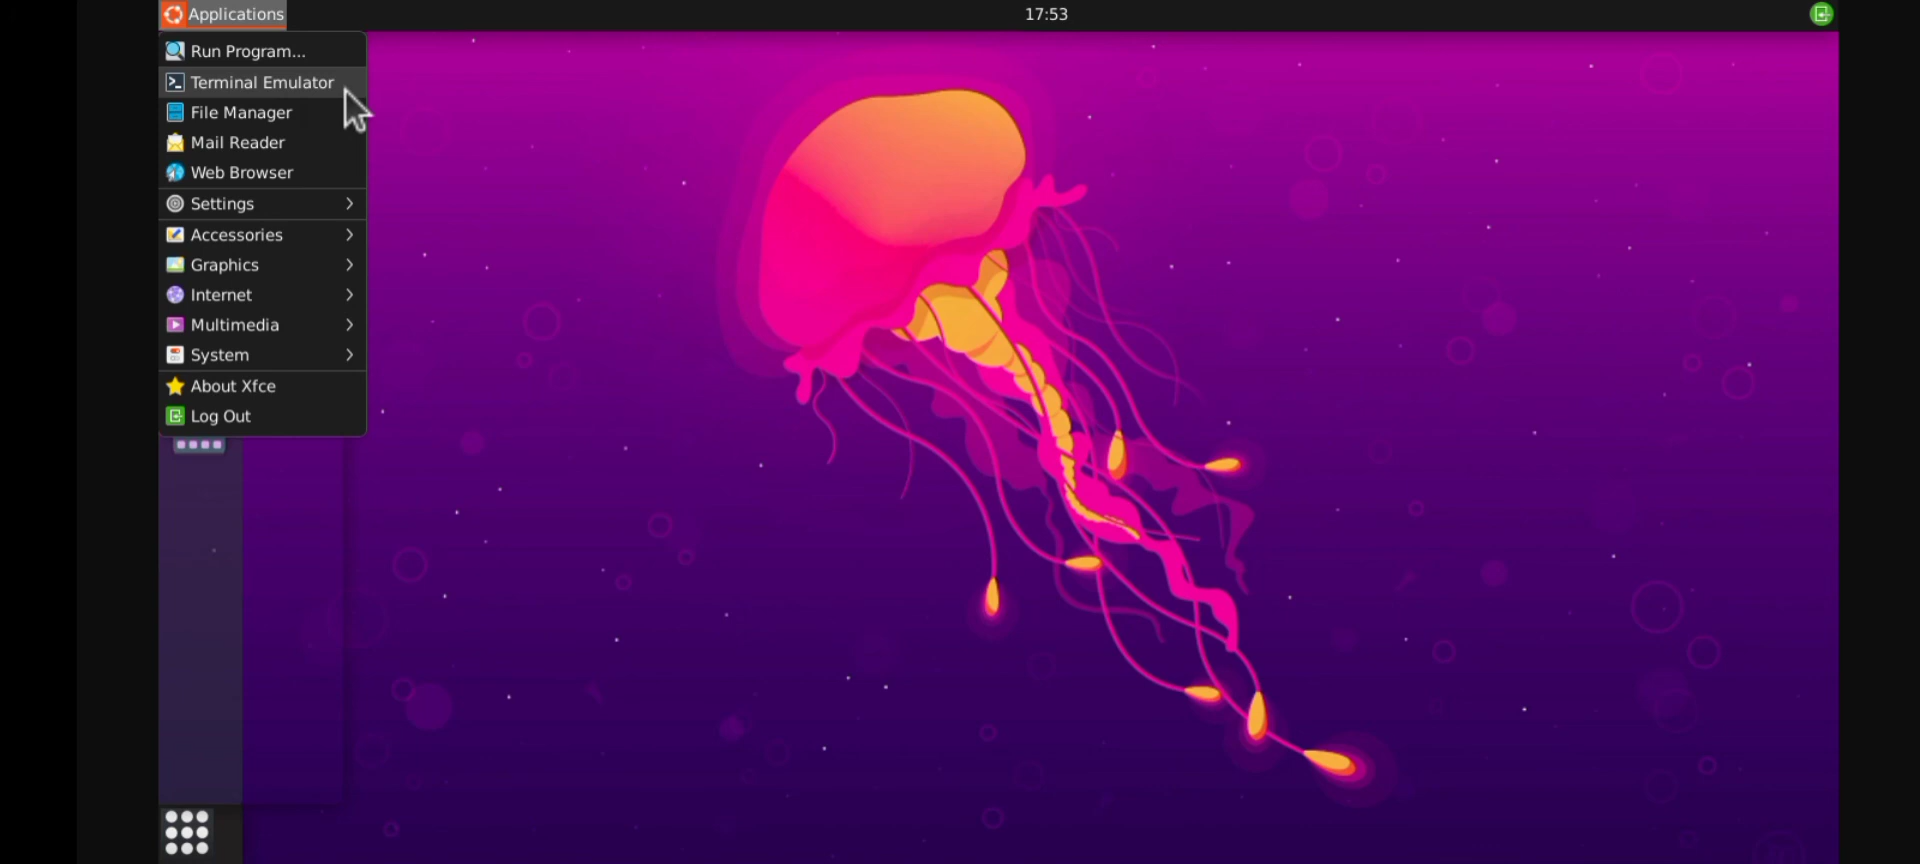 Applications
17:53
Run Program...
Terminal Emulator
File Manager
Mail Reader
Web Browser
Settings
Accessories
Graphics
Internet
Multimedia
System
About Xfce
Log Out